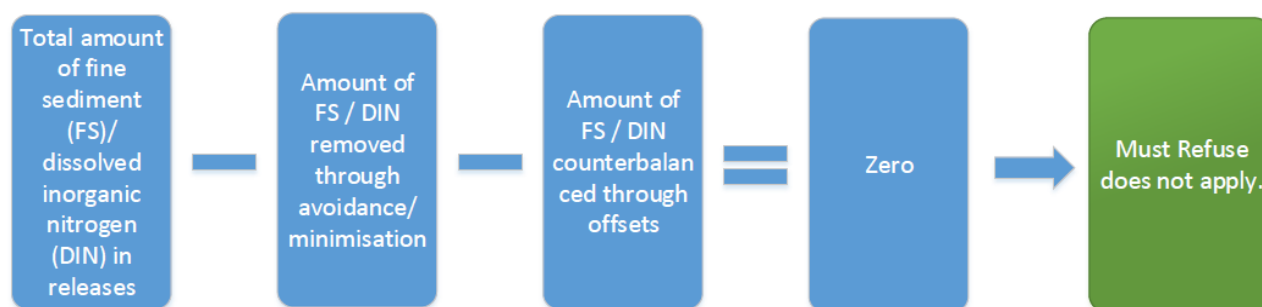 Total amount
of fine
sediment
(FS)/
dissolved
inorganic
nitrogen
(DIN) in
releases
Amount of
FS / DIN
removed
through
avoidance/
minimisation
Amount of
FS / DIN
counterbalan
ced through
offsets
Zero
Must Refuse
does not apply.